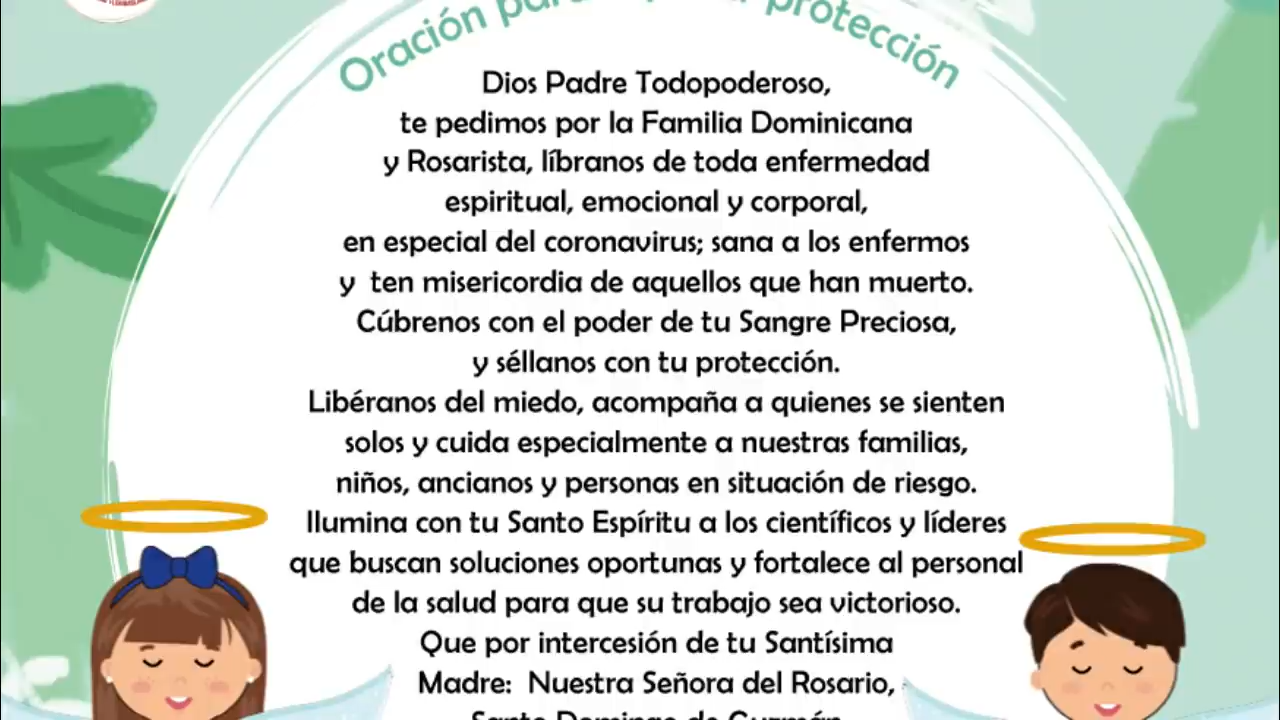 Oración protección
Dios Padre Todopoderoso,
te pedimos por la Familia Dominicana
y Rosarista, líbranos de toda enfermedad
espiritual, emocional y corporal,
en especial del coronavirus; sana a los enfermos
y ten misericordia de aquellos que han muerto.
Cúbrenos con el poder de tu Sangre Preciosa,
y séllanos con tu protección.
Libéranos del miedo, acompaña a quienes se sienten
solos y cuida especialmente a nuestras familias,
niños, ancianos y personas en situación de riesgo.
Ilumina con tu Santo Espíritu a los científicos y líderes
que buscan soluciones oportunas y fortalece al personal
de la salud para que su trabajo sea victorioso.
Que por intercesión de tu Santísima
Madre: Nuestra Señora del Rosario,
Santo Domingo de Guzmán